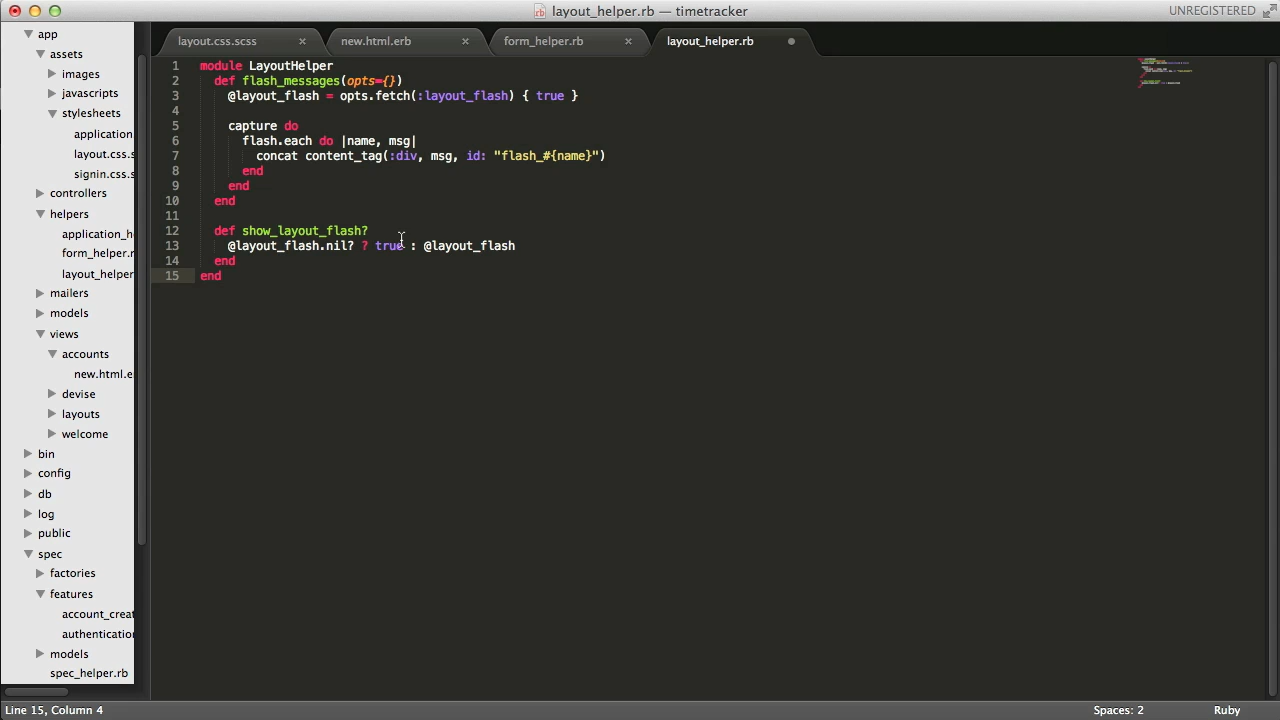 layout_helper.rb — timetracker
UNREGISTERED
layout.css.scss
new.html.erb
form_helper.rb
layout_helper.rb
app
assets
images
javascripts
stylesheets
application.
layout.css.s
signin.css.s
controllers
helpers
application_h
form_helper.r
layout_helper
mailers
models
views
accounts
new.html.e
devise
layouts
welcome
bin
config
db
log
public
spec
factories
features
account_creat
authentication
models
spec_helper.rb
1 module LayoutHelper
2 def flash_messages(opts={})
3 @layout_flash = opts.fetch(:layout_flash) { true }
4
5 capture do
6 flash.each do |name, msg|
7 concat content_tag(:div, msg, id: "flash_#{name}")
8 end
9 end
10 end
11
12 def show_layout_flash?
13 @layout_flash.nil? ? true : @layout_flash
14 end
15 end
Line 15, Column 4
Spaces: 2
Ruby